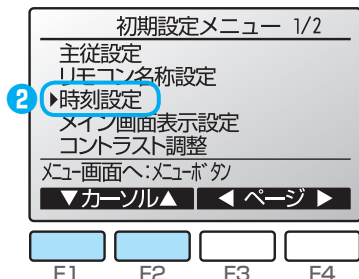 初期設定メニュー 1/2
主従設定
リモコン名称設定
2 ▶時刻設定
メイン画面表示設定
コントラスト調整
メニュー画面へ:メニューボタン
▼カーソル▲ ◀ ページ ▶
F1 F2 F3 F4